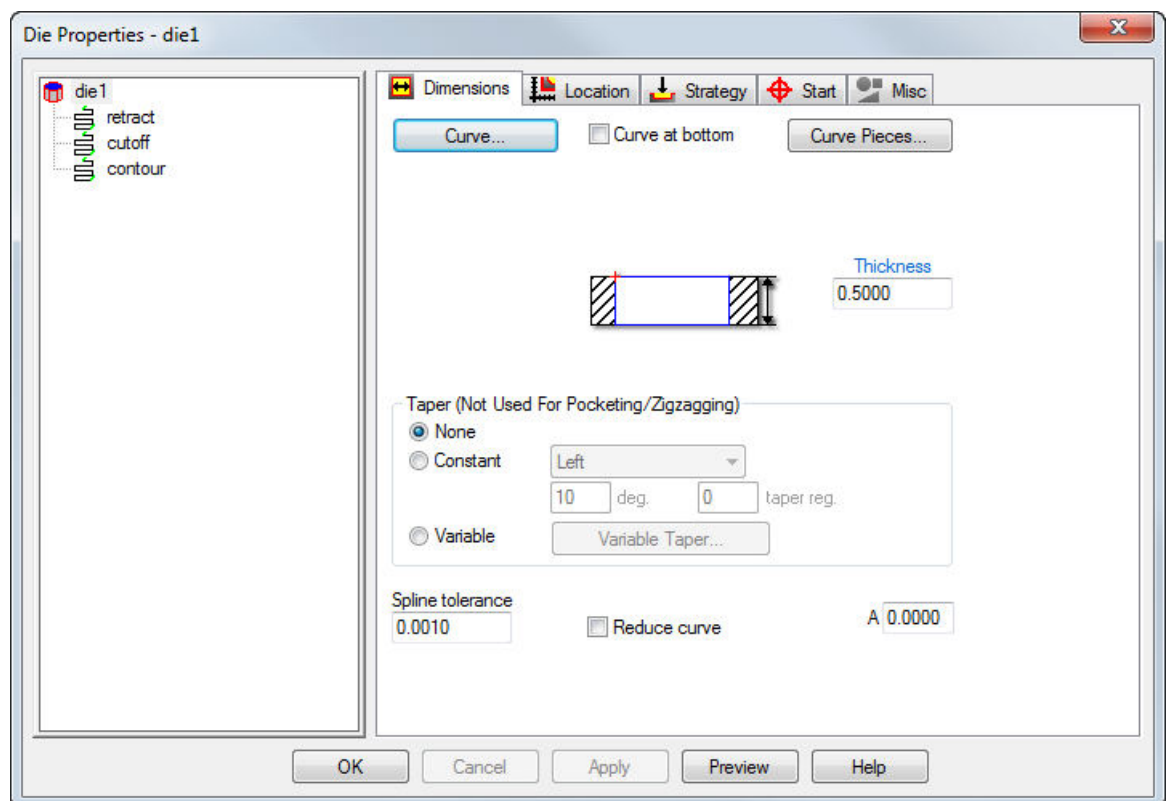 Die Properties - die1
X
die1
retract
cutoff
contour
Dimensions
Location
Strategy
Start
Misc
Curve...
Curve at bottom
Curve Pieces...
Thickness
0.5000
Taper (Not Used For Pocketing/Zigzagging)
None
Constant
Left
10 deg.
0 taper reg.
Variable
Variable Taper...
Spline tolerance
0.0010
Reduce curve
A 0.0000
OK
Cancel
Apply
Preview
Help